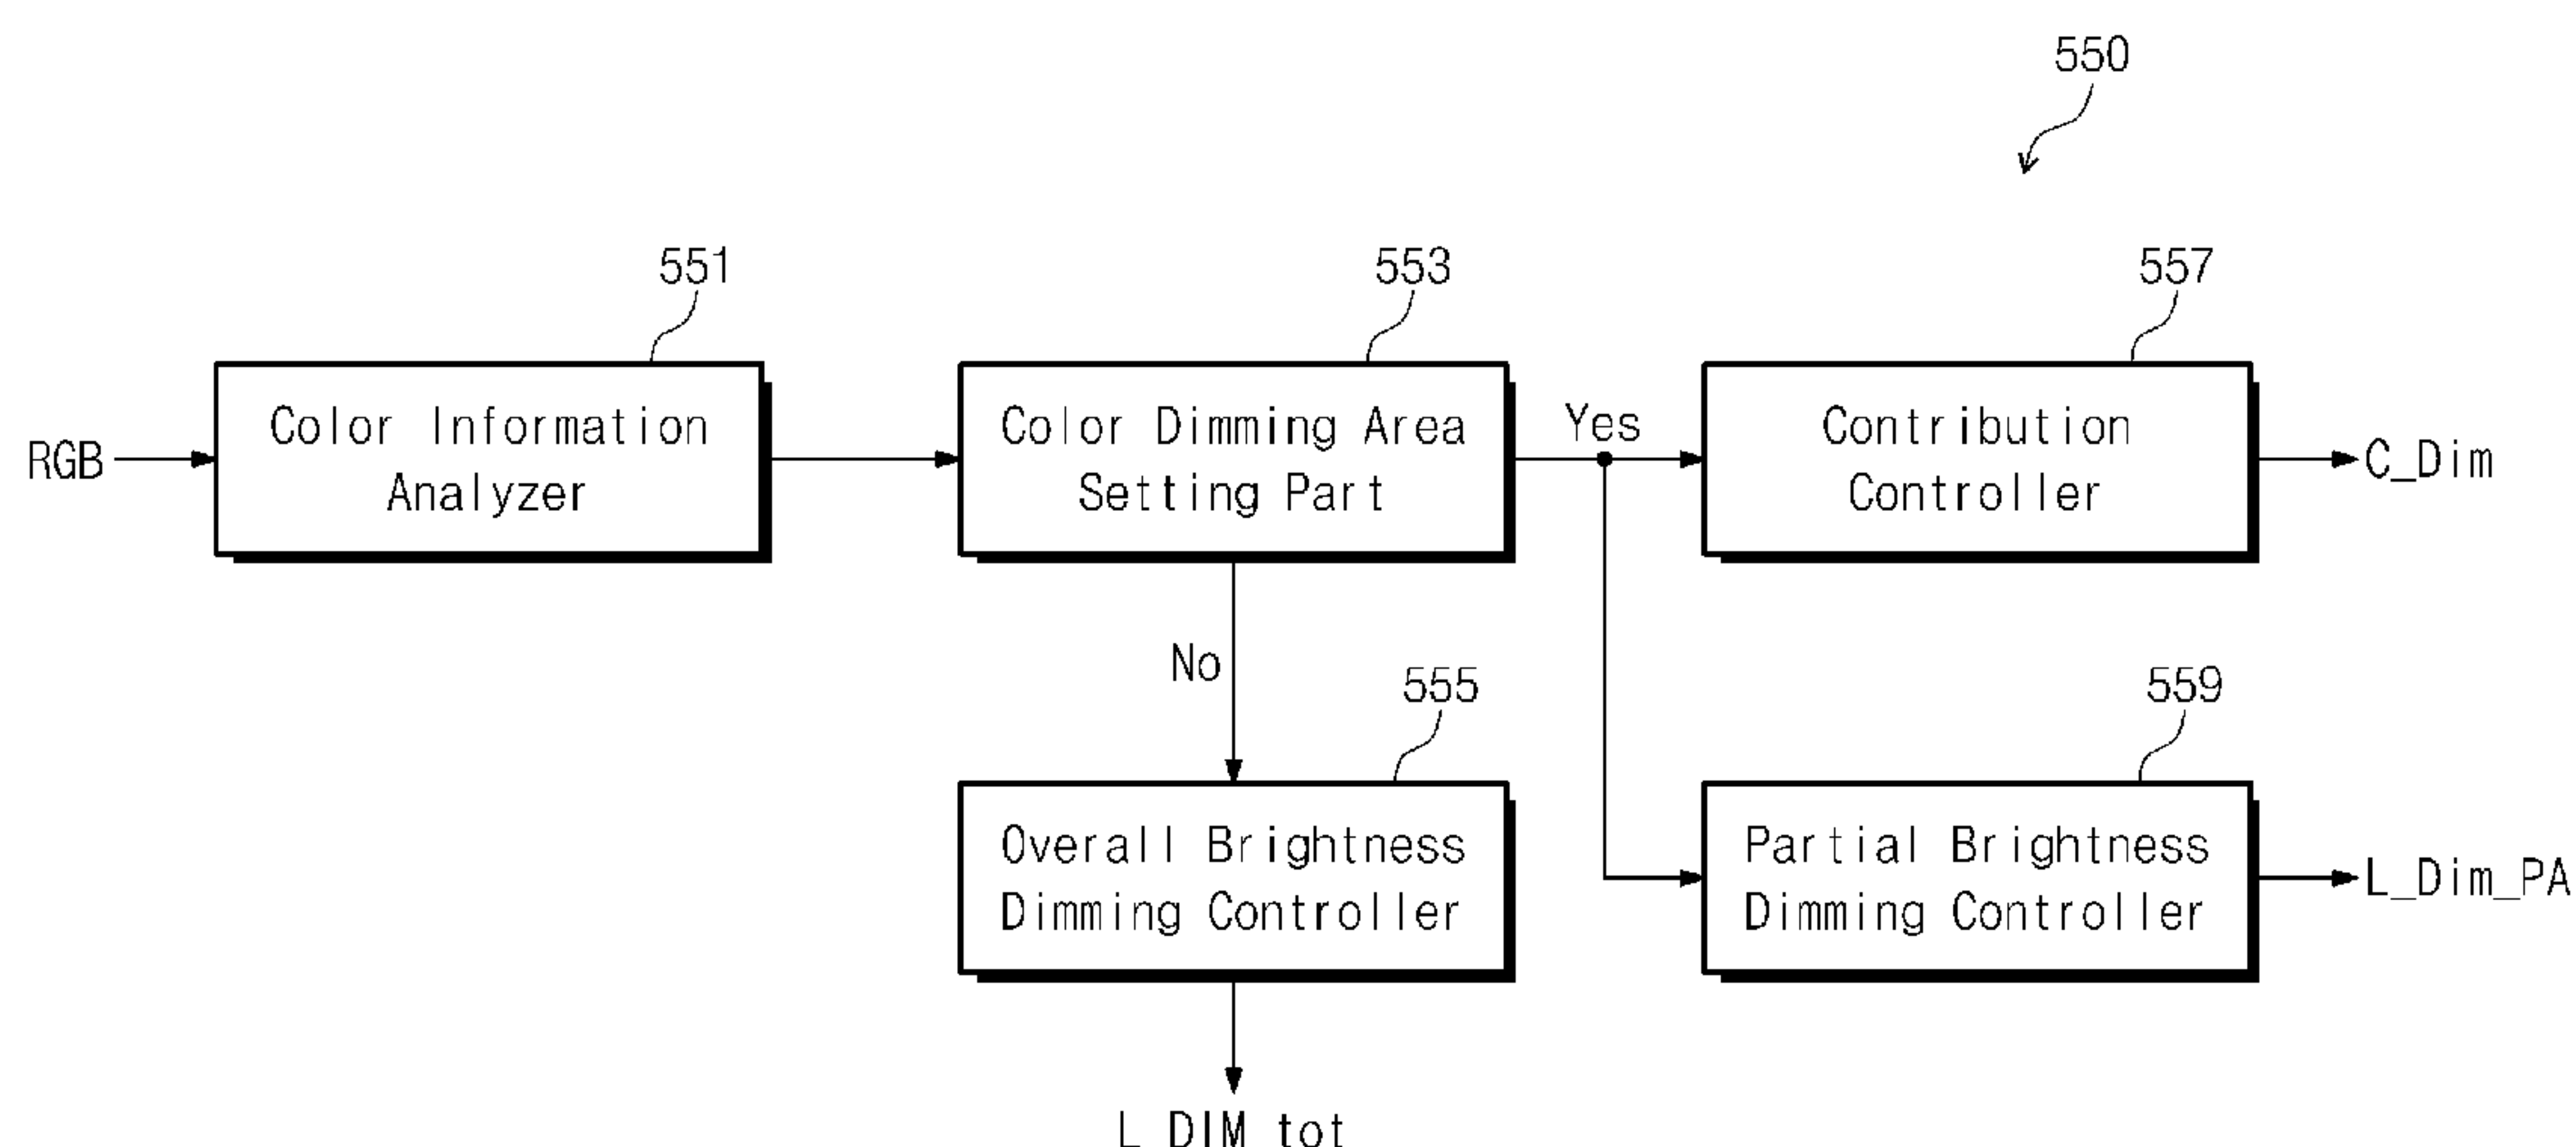 550
551
553
557
RGB
Color Information
Analyzer
Color Dimming Area
Setting Part
Yes
Contribution
Controller
C_Dim
No
555
559
Overall Brightness
Dimming Controller
Partial Brightness
Dimming Controller
L_Dim_PA
L_DIM_tot